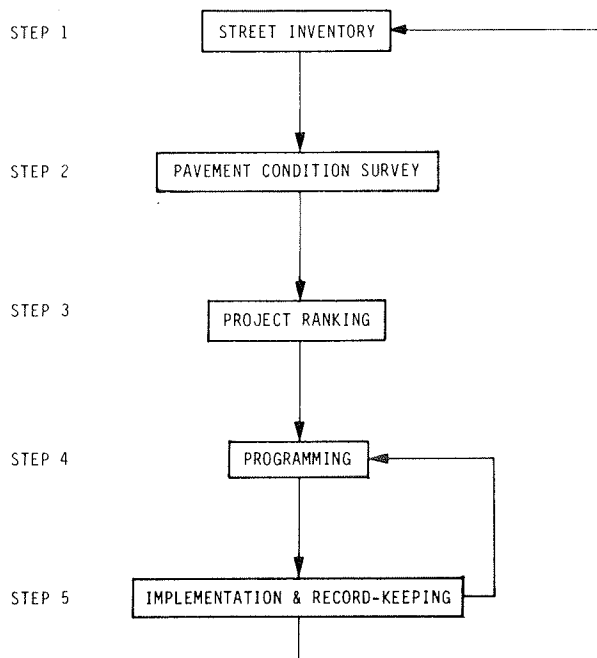 STEP 1 STREET INVENTORY
STEP 2 PAVEMENT CONDITION SURVEY
STEP 3 PROJECT RANKING
STEP 4 PROGRAMMING
STEP 5 IMPLEMENTATION & RECORD-KEEPING